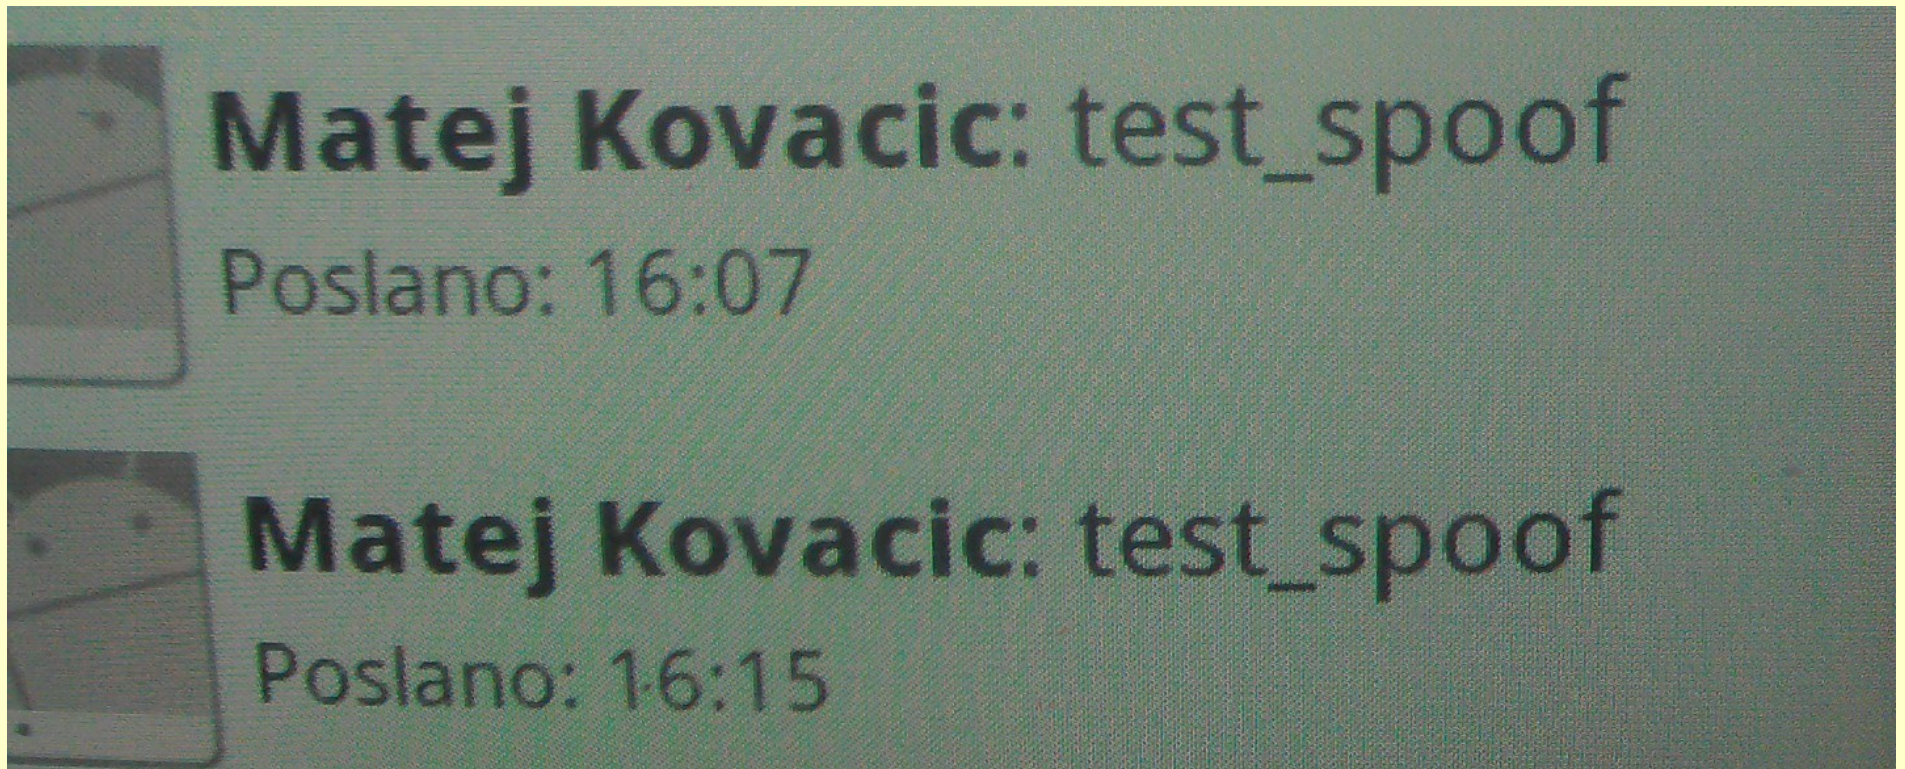 Matej Kovacic: test_spoof
Poslano: 16:07
Matej Kovacic: test_spoof
Poslano: 16:15